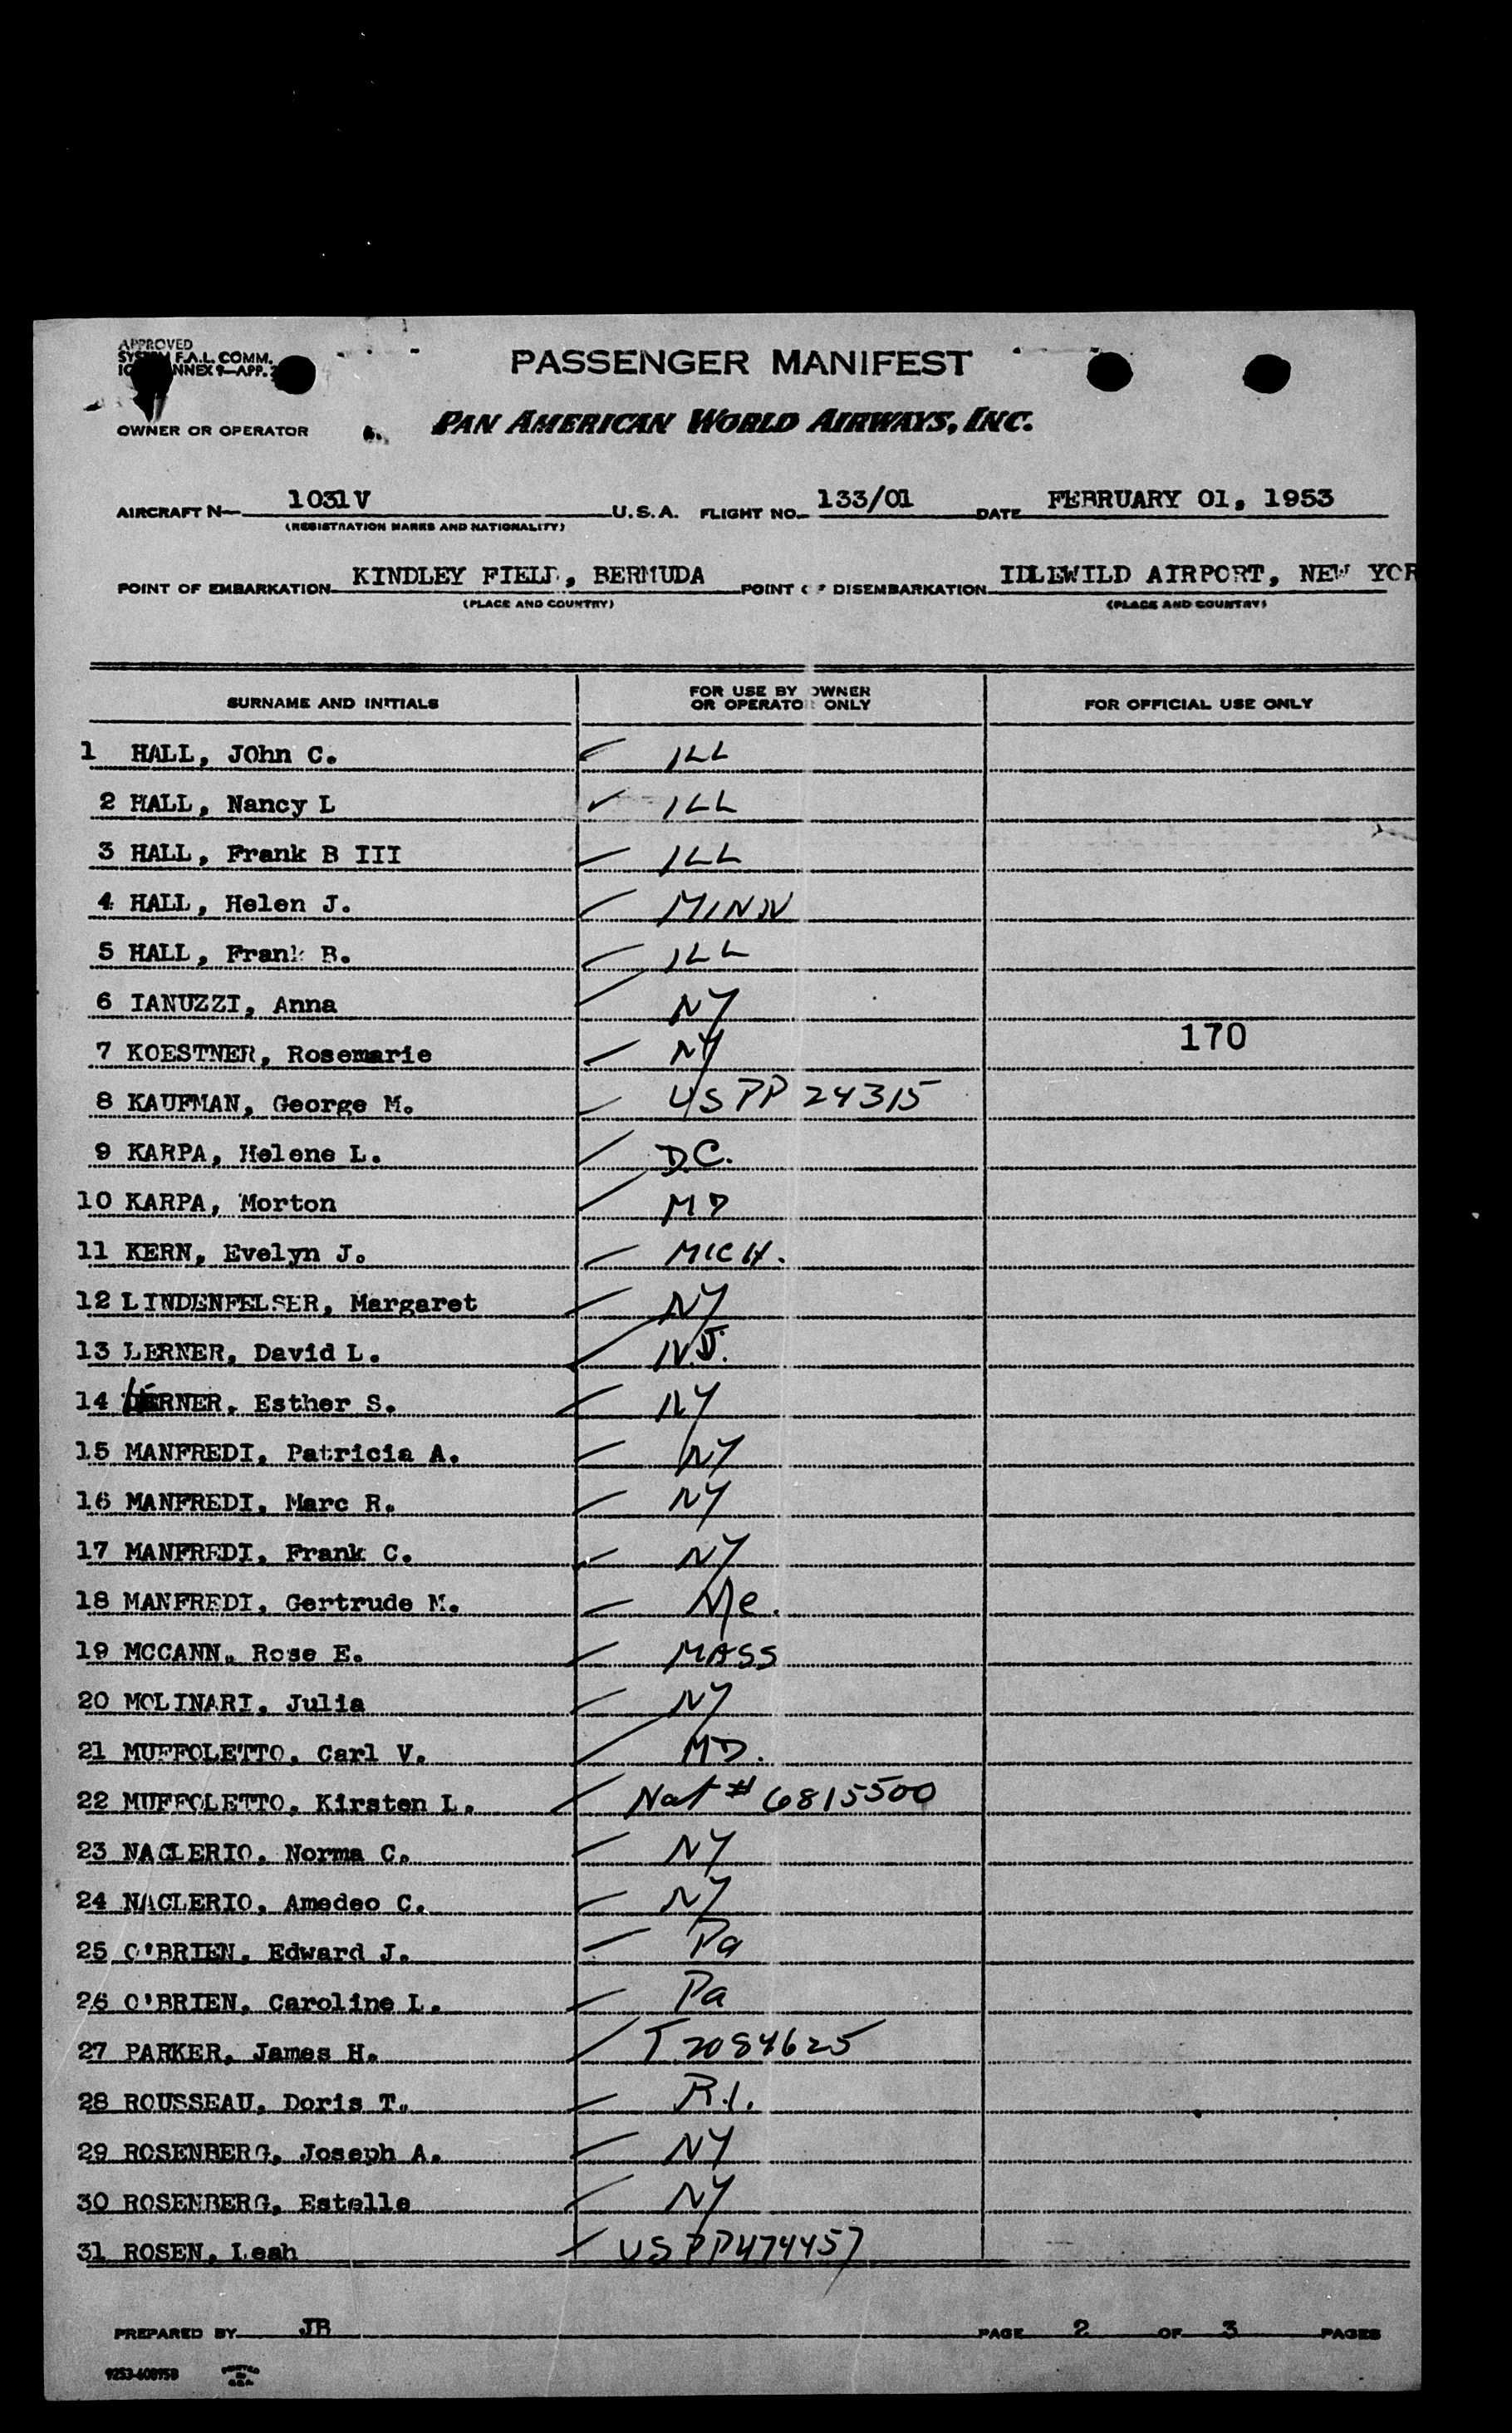 APPROVED
SYSTEM F.A.L. COMM.
ANNEX 9—APP.
PASSENGER MANIFEST
OWNER OR OPERATOR PAN AMERICAN WORLD AIRWAYS, INC.
AIRCRAFT N— 1031V U.S.A. FLIGHT NO. 133/01 DATE FEBRUARY 01, 1953
(REGISTRATION MARKS AND NATIONALITY)
POINT OF EMBARKATION KINDLEY FIELD, BERMUDA POINT OF DISEMBARKATION IDLEWILD AIRPORT, NEW YOR
(PLACE AND COUNTRY) (PLACE AND COUNTRY)
SURNAME AND INITIALS FOR USE BY OWNER OR OPERATOR ONLY FOR OFFICIAL USE ONLY
1 HALL, JOhn C. ILL
2 HALL, Nancy L ILL
3 HALL, Frank B III ILL
4 HALL, Helen J. MINN
5 HALL, Frank B. ILL
6 IANUZZI, Anna NY
170
7 KOESTNER, Rosemarie NY
8 KAUFMAN, George M. US PP 24315
9 KARPA, Helene L. D.C.
10 KARPA, Morton MD
11 KERN, Evelyn J. MICH.
12 LINDENFELSER, Margaret NY
13 LERNER, David L. N.J.
14 LERNER, Esther S. NY
15 MANFREDI, Patricia A. NY
16 MANFREDI, Marc R. NY
17 MANFREDI, Frank C. NY
18 MANFREDI, Gertrude M. Me.
19 MCCANN, Rose E. MASS
20 MOLINARI, Julia NY
21 MUFFOLETTO, Carl V. MD.
22 MUFFOLETTO, Kirsten L. Nat # 6815500
23 NACLERIO, Norma C. NY
24 NACLERIO, Amedeo C. NY
25 O'BRIEN, Edward J. Pa
26 O'BRIEN, Caroline L. Pa
27 PARKER, James H. T 2084625
28 ROUSSEAU, Doris T. R.I.
29 ROSENBERG, Joseph A. NY
30 ROSENBERG, Estelle NY
31 ROSEN, Leah US PP474457
PREPARED BY JB PAGE 2 OF 3 PAGES
PRINTED IN U.S.A.